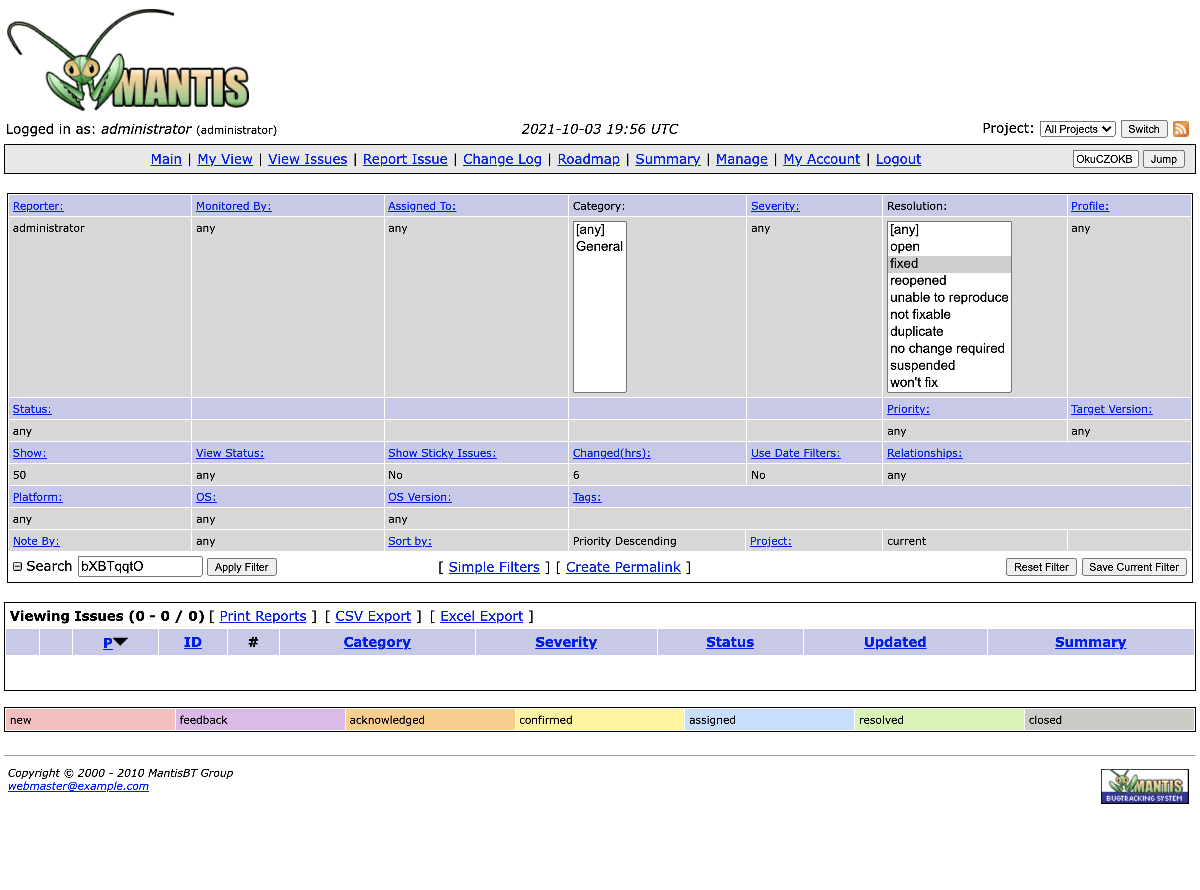 MANTIS
Logged in as: administrator (administrator) 2021-10-03 19:56 UTC Project: All Projects Switch
Main | My View | View Issues | Report Issue | Change Log | Roadmap | Summary | Manage | My Account | Logout OkuCZOKB Jump
Reporter: Monitored By: Assigned To: Category: Severity: Resolution: Profile:
administrator any any [any] any [any] any
General open
fixed
reopened
unable to reproduce
not fixable
duplicate
no change required
suspended
won't fix
Status: Priority: Target Version:
any any any
Show: View Status: Show Sticky Issues: Changed(hrs): Use Date Filters: Relationships:
50 any No 6 No any
Platform: OS: OS Version: Tags:
any any any
Note By: any Sort by: Priority Descending Project: current
Search bXBTqqtO Apply Filter [ Simple Filters ] [ Create Permalink ] Reset Filter Save Current Filter
Viewing Issues (0 - 0 / 0) [ Print Reports ] [ CSV Export ] [ Excel Export ]
P ID # Category Severity Status Updated Summary
new feedback acknowledged confirmed assigned resolved closed
Copyright © 2000 - 2010 MantisBT Group
webmaster@example.com
MANTIS
BUGTRACKING SYSTEM